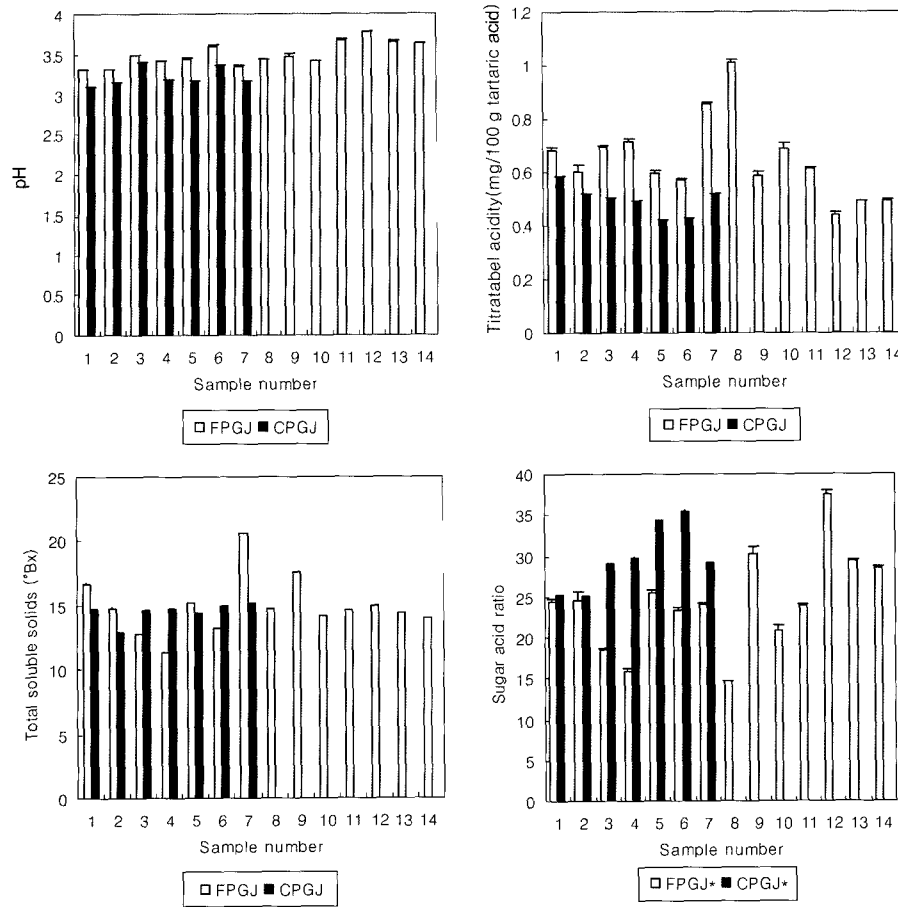 4
3.5
3
2.5
2
1.5
1
0.5
0
pH
1 2 3 4 5 6 7 8 9 10 11 12 13 14
Sample number
FPGJ CPGJ
1.2
1
0.8
0.6
0.4
0.2
0
Titratabel acidity(mg/100 g tartaric acid)
1 2 3 4 5 6 7 8 9 10 11 12 13 14
Sample number
FPGJ CPGJ
25
20
15
10
5
0
Total soluble solids (°Bx)
1 2 3 4 5 6 7 8 9 10 11 12 13 14
Sample number
FPGJ CPGJ
40
35
30
25
20
15
10
5
0
Sugar acid ratio
1 2 3 4 5 6 7 8 9 10 11 12 13 14
Sample number
FPGJ* CPGJ*